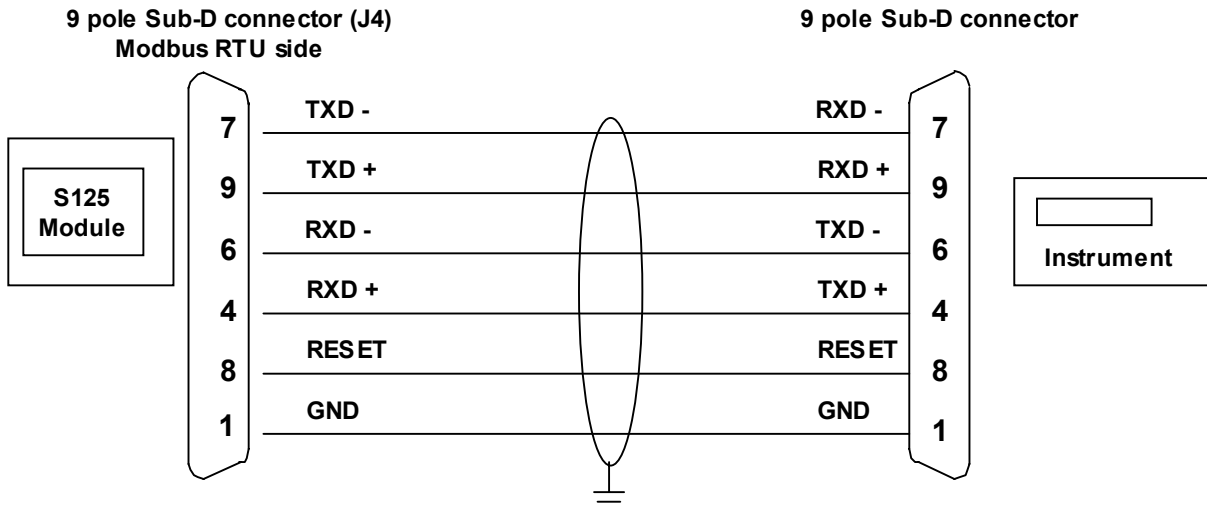 9 pole Sub-D connector (J4)
Modbus RTU side
9 pole Sub-D connector
S125
Module
7
TXD -
RXD -
7
9
TXD +
RXD +
9
6
RXD -
TXD -
6
4
RXD +
TXD +
4
8
RESET
RESET
8
1
GND
GND
1
Instrument